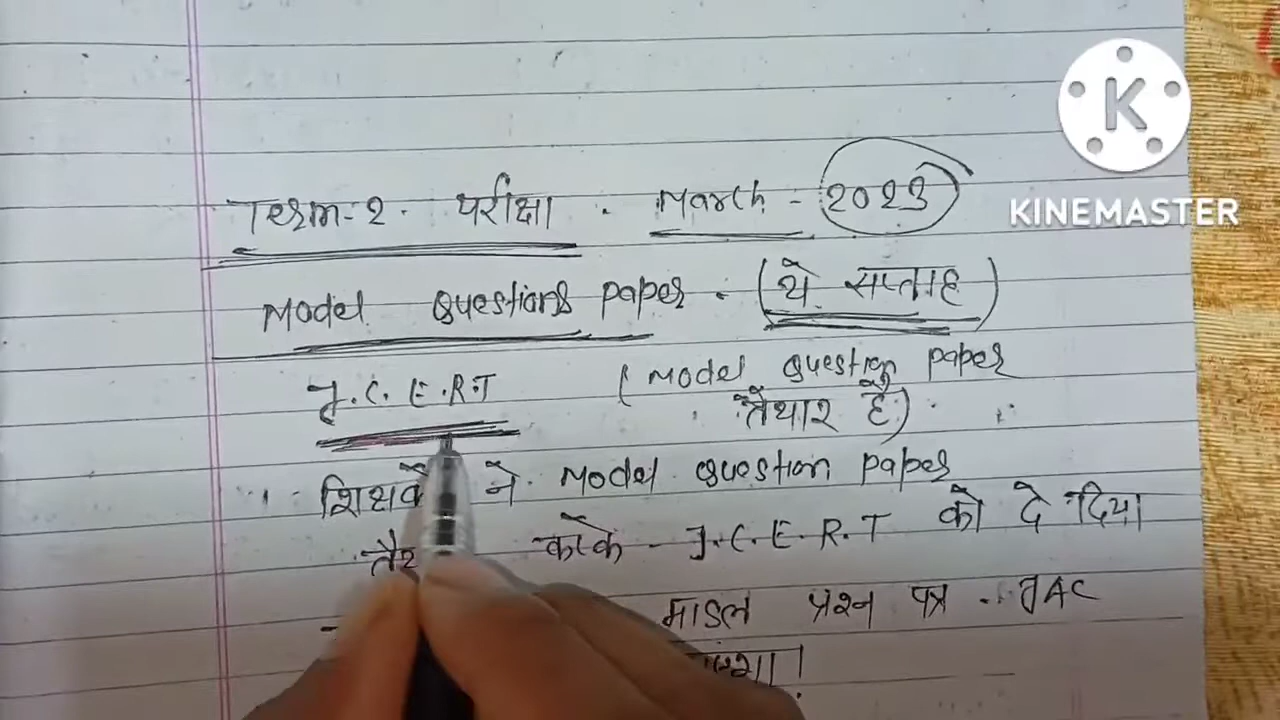 Term-2. परीक्षा . March - 2023
KINEMASTER
Model Questions paper. (ये सप्ताह)
J.C.E.R.T (Model Question paper
तैयार है)
ने Model Question paper
J.C.E.R.T को दे दिया
माडल प्रश्न पत्र .. JAC